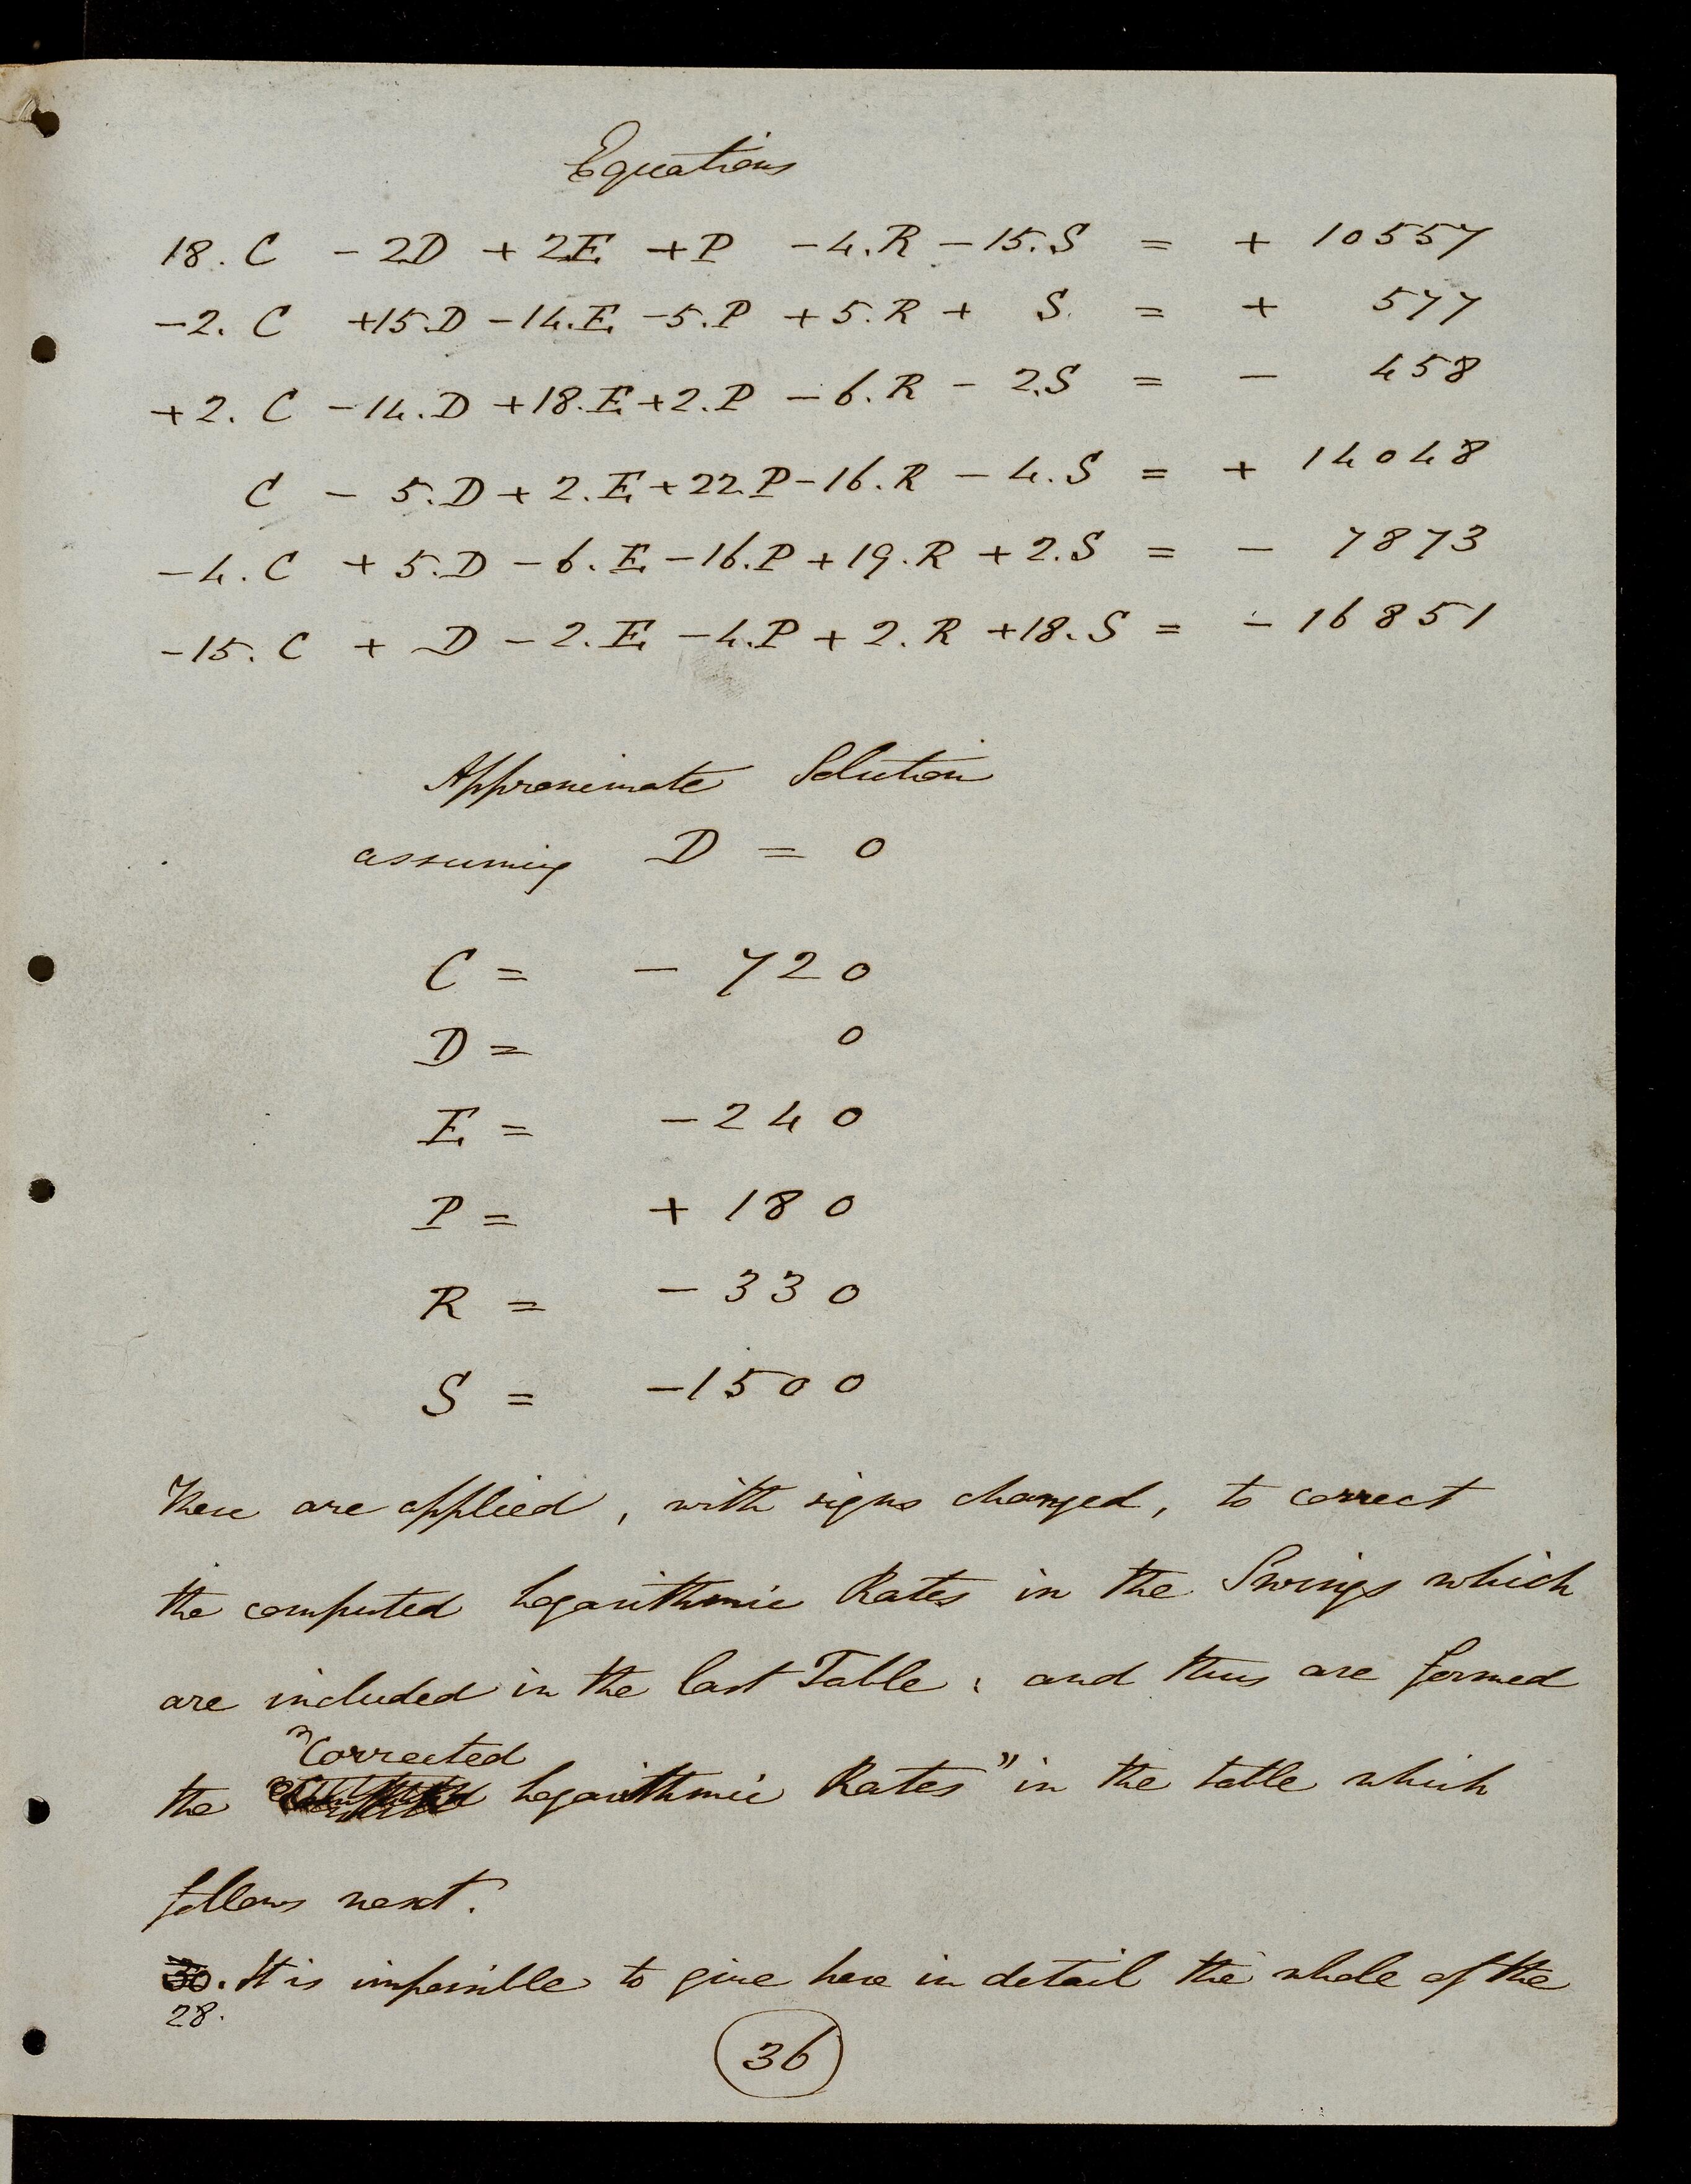 Equations
18. C - 2D + 2E + P - 4.R - 15.S = + 10557
-2. C +15.D - 14.E - 5.P + 5.R + S. = + 577
+2. C - 14.D + 18.E + 2.P - 6.R - 2.S = - 458
C - 5.D + 2.E + 22.P - 16.R - 4.S = + 14048
-4. C + 5.D - 6.E - 16.P + 19.R + 2.S = - 7873
-15. C + D - 2.E - 4.P + 2.R + 18.S = - 16851
Approximate Solution
assuming D = 0
C = - 720
D = 0
E = - 240
P = + 180
R = - 330
S = - 1500
These are applied, with signs changed, to correct
the computed logarithmic Rates in the Swings which
are included in the last Table; and thus are formed
"Corrected
the logarithmic Rates" in the table which
follows next.
30. It is impossible to give here in detail the whole of the
28.
36